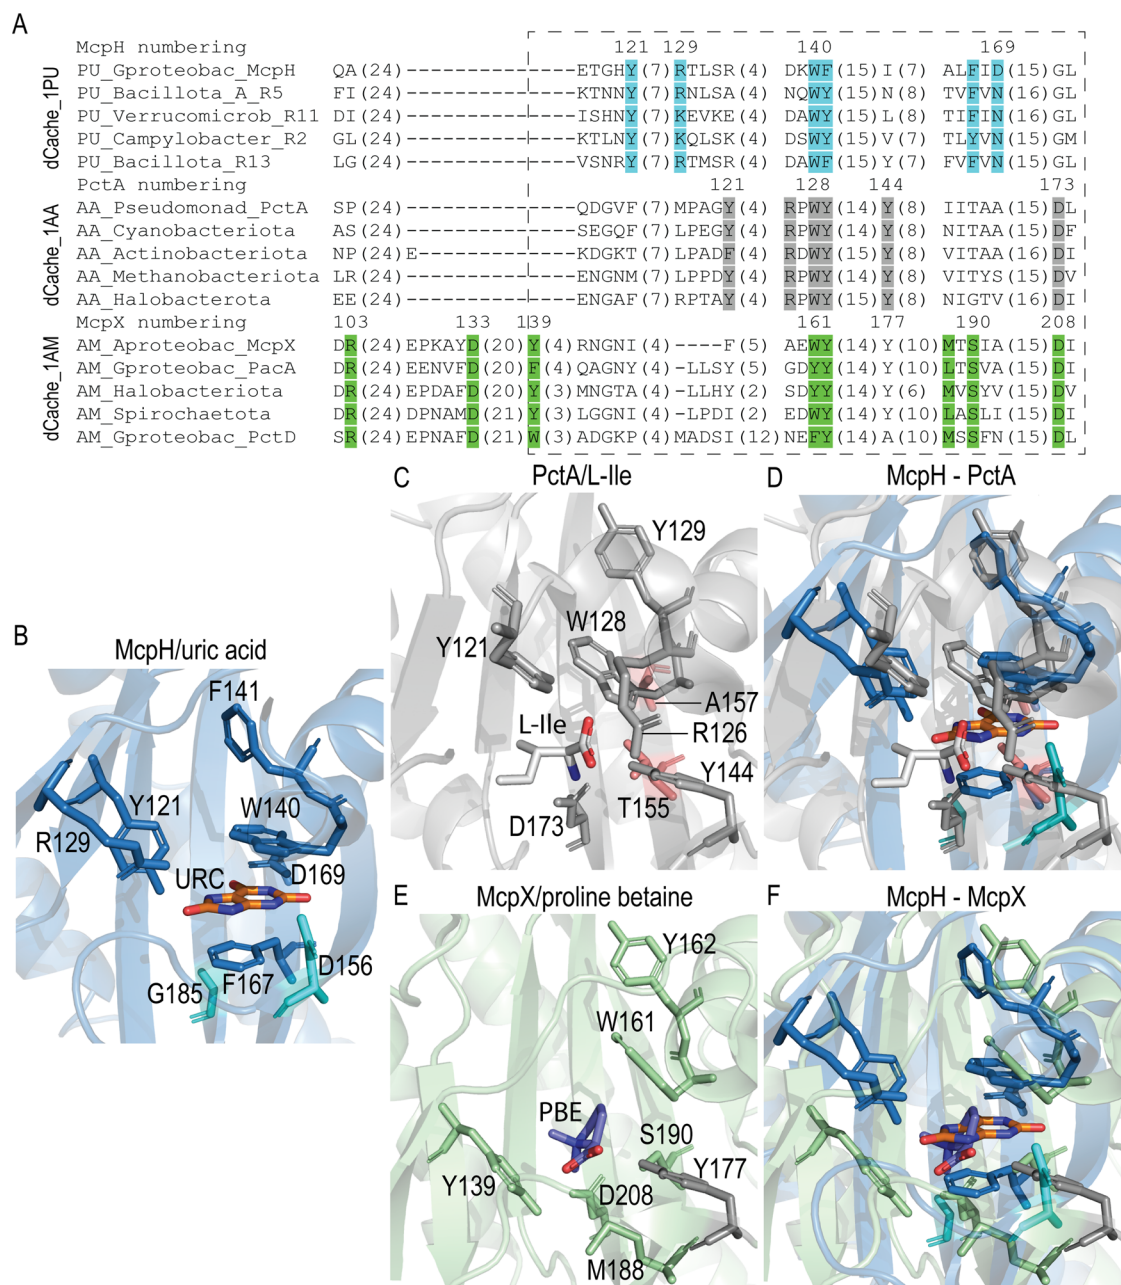 A
McpH numbering 121 129 140 169
dCache_1PU
PU_Gproteobac_McpH QA(24)--------------ETGHY(7)RTLSR(4) DKWF(15)I(7) ALFID(15)GL
PU_Bacillota_A_R5 FI(24)--------------KTNNY(7)RNLSA(4) NQWY(15)N(8) TVFVN(16)GL
PU_Verrucomicrob_R11 DI(24)--------------ISHNY(7)KEVKE(4) DAWY(15)L(8) TIFIN(16)GL
PU_Campylobacter_R2 GL(24)--------------KTLNY(7)KQLSK(4) DSWY(15)V(7) TLYVN(15)GM
PU_Bacillota_R13 LG(24)--------------VSNRY(7)RTMSR(4) DAWF(15)Y(7) FVFVN(15)GL
PctA numbering 121 128 144 173
dCache_1AA
AA_Pseudomonad_PctA SP(24)--------------QDGVF(7)MPAGY(4) RPWY(14)Y(8) IITAA(15)DL
AA_Cyanobacteriota AS(24)--------------SEGQF(7)LPEGY(4) RPWY(14)Y(8) NITAA(15)DF
AA_Actinobacteriota NP(24)E-------------KDGKT(7)LPADF(4) RDWY(15)Y(8) VITAA(16)DI
AA_Methanobacteriota LR(24)--------------ENGNM(7)LPPDY(4) RPWY(14)Y(8) VITYS(15)DV
AA_Halobacterota EE(24)--------------ENGAF(7)RPTAY(4) RPWY(15)Y(8) NIGTV(16)DI
McpX numbering 103 133 139 161 177 190 208
dCache_1AM
AM_Aproteobac_McpX DR(24)EPKAYD(20)Y(4)RNGNI(4)----F(5) AEWY(14)Y(10)MTSIA(15)DI
AM_Gproteobac_PacA DR(24)EENVFD(20)F(4)QAGNY(4)-LLSY(5) GDYY(14)Y(10)LTSVA(15)DI
AM_Halobacteriota DR(24)EPDAFD(20)Y(3)MNGTA(4)-LLHY(2) SDYY(14)Y(6) MVSYV(15)DV
AM_Spirochaetota DR(24)DPNAMD(21)Y(3)LGGNI(4)-LPDI(2) EDWY(14)Y(10)LASLI(15)DI
AM_Gproteobac_PctD SR(24)EPNAFD(21)W(3)ADGKP(4)MADSI(12)NEFY(14)A(10)MSSFN(15)DL
B
McpH/uric acid
F141
Y121
R129
W140
URC
D169
D156
F167
G185
C
PctA/L-Ile
Y129
W128
Y121
A157
L-Ile
R126
Y144
T155
D173
D
McpH - PctA
E
McpX/proline betaine
Y162
W161
PBE
S190
Y177
Y139
D208
M188
F
McpH - McpX